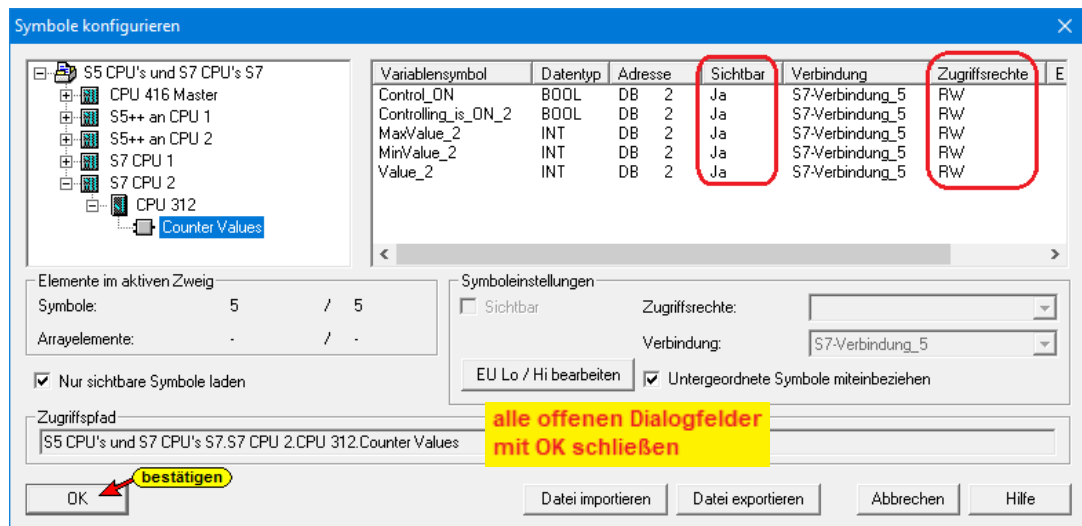 Symbole konfigurieren
S5 CPU's und S7 CPU's S7
CPU 416 Master
S5++ an CPU 1
S5++ an CPU 2
S7 CPU 1
S7 CPU 2
CPU 312
Counter Values
Variablensymbol Datentyp Adresse Sichtbar Verbindung Zugriffsrechte E
Control_ON BOOL DB 2 Ja S7-Verbindung_5 RW
Controlling_is_ON_2 BOOL DB 2 Ja S7-Verbindung_5 RW
MaxValue_2 INT DB 2 Ja S7-Verbindung_5 RW
MinValue_2 INT DB 2 Ja S7-Verbindung_5 RW
Value_2 INT DB 2 Ja S7-Verbindung_5 RW
Elemente im aktiven Zweig
Symbole: 5 / 5
Arrayelemente: - / -
Symboleinstellungen
Sichtbar Zugriffsrechte:
Verbindung: S7-Verbindung_5
Nur sichtbare Symbole laden
EU Lo / Hi bearbeiten Untergeordnete Symbole miteinbeziehen
alle offenen Dialogfelder
mit OK schließen
Zugriffspfad
S5 CPU's und S7 CPU's S7.S7 CPU 2.CPU 312.Counter Values
bestätigen
OK Datei importieren Datei exportieren Abbrechen Hilfe